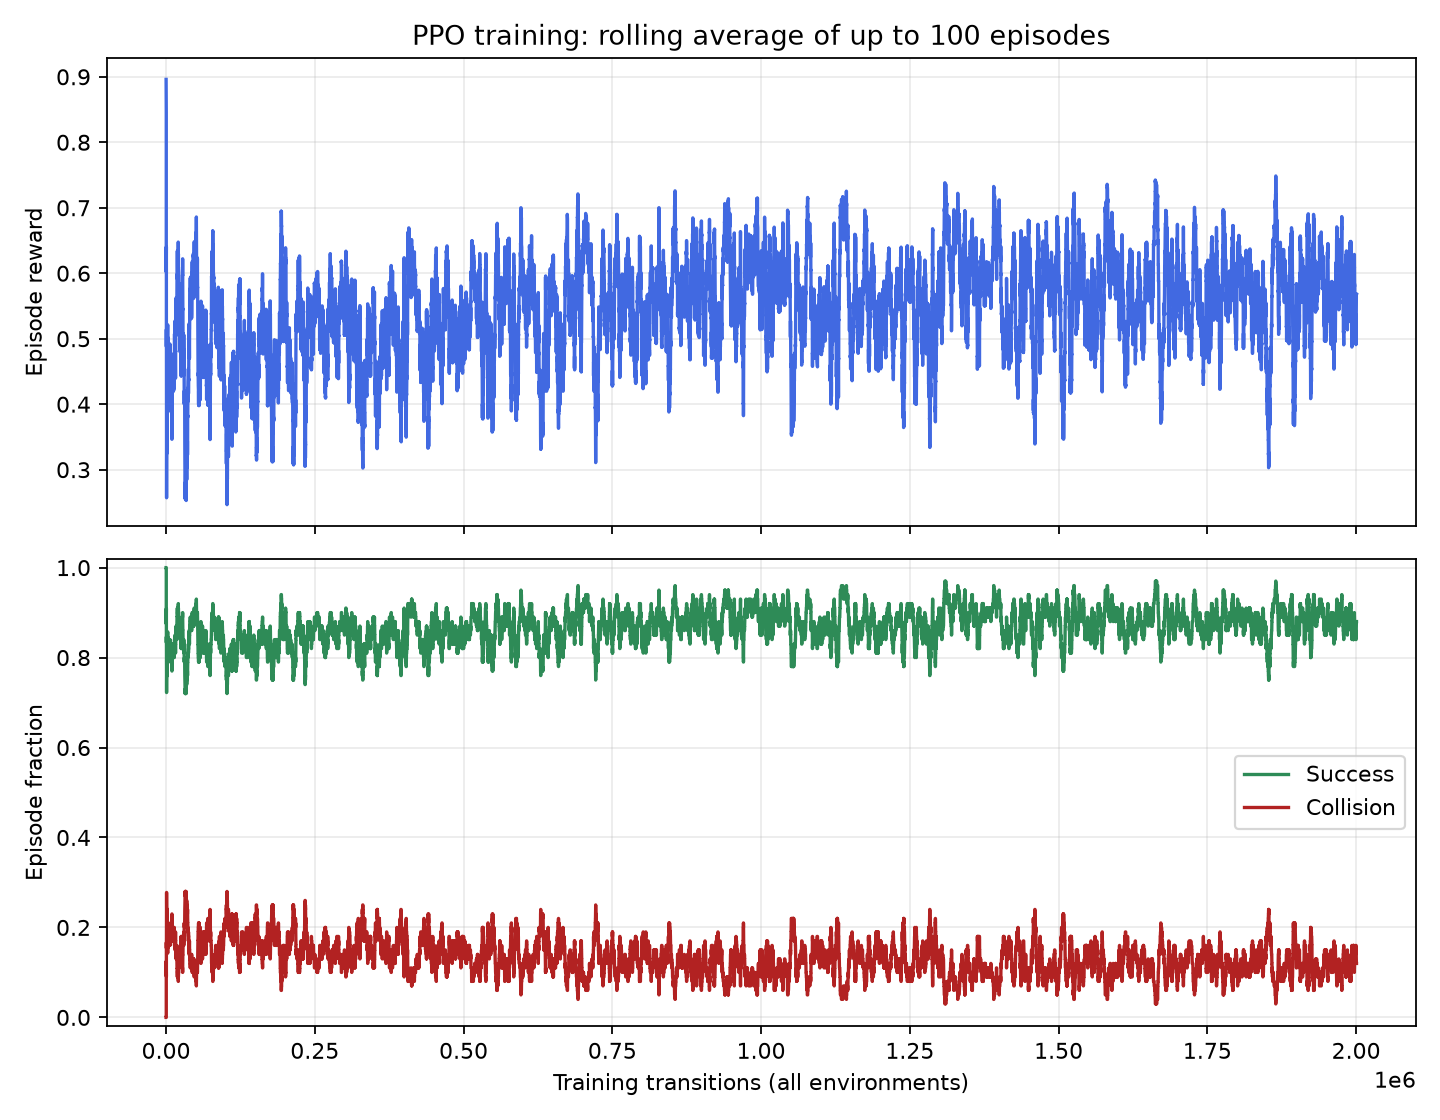 PPO training: rolling average of up to 100 episodes
0.9
0.8
0.7
0.6
0.5
0.4
0.3
Episode reward
1.0
0.8
0.6
0.4
0.2
0.0
Episode fraction
Success
Collision
0.00 0.25 0.50 0.75 1.00 1.25 1.50 1.75 2.00
1e6
Training transitions (all environments)